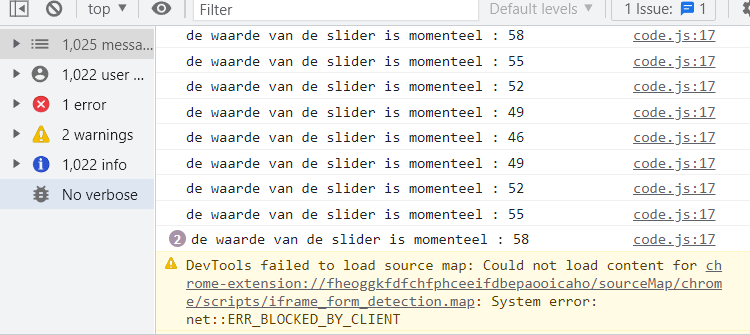 top Filter Default levels 1 Issue: 1
1,025 messa... de waarde van de slider is momenteel : 58 code.js:17
de waarde van de slider is momenteel : 55 code.js:17
1,022 user ... de waarde van de slider is momenteel : 52 code.js:17
1 error de waarde van de slider is momenteel : 49 code.js:17
2 warnings de waarde van de slider is momenteel : 46 code.js:17
1,022 info de waarde van de slider is momenteel : 49 code.js:17
No verbose de waarde van de slider is momenteel : 52 code.js:17
de waarde van de slider is momenteel : 55 code.js:17
2 de waarde van de slider is momenteel : 58 code.js:17
DevTools failed to load source map: Could not load content for ch
rome-extension://fheoggkfdfchfphceeifdbepaooicaho/sourceMap/chrom
e/scripts/iframe_form_detection.map: System error:
net::ERR_BLOCKED_BY_CLIENT